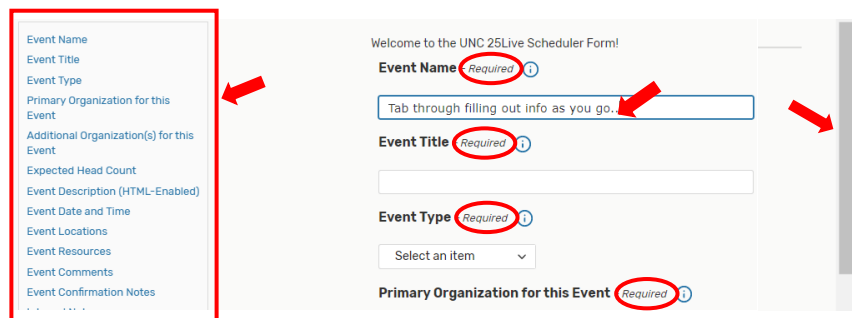 Event Name
Event Title
Event Type
Primary Organization for this
Event
Additional Organization(s) for this
Event
Expected Head Count
Event Description (HTML-Enabled)
Event Date and Time
Event Locations
Event Resources
Event Comments
Event Confirmation Notes
Welcome to the UNC 25Live Scheduler Form!
Event Name - Required i
Tab through filling out info as you go..
Event Title - Required i
Event Type - Required i
Select an item
Primary Organization for this Event - Required i